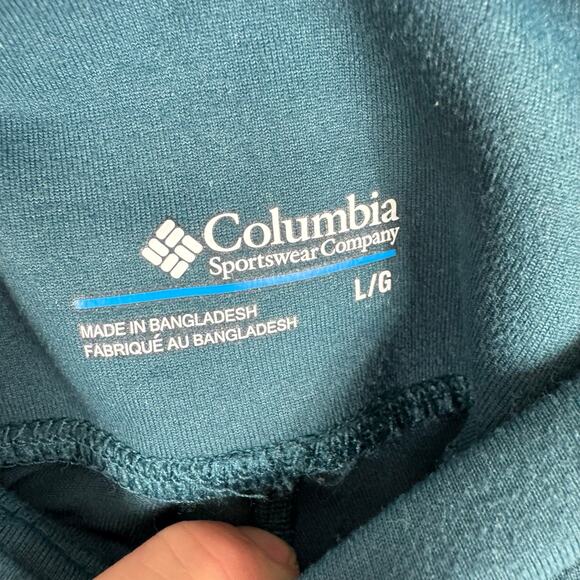 Columbia
Sportswear Company
L/G
MADE IN BANGLADESH
FABRIQUÉ AU BANGLADESH